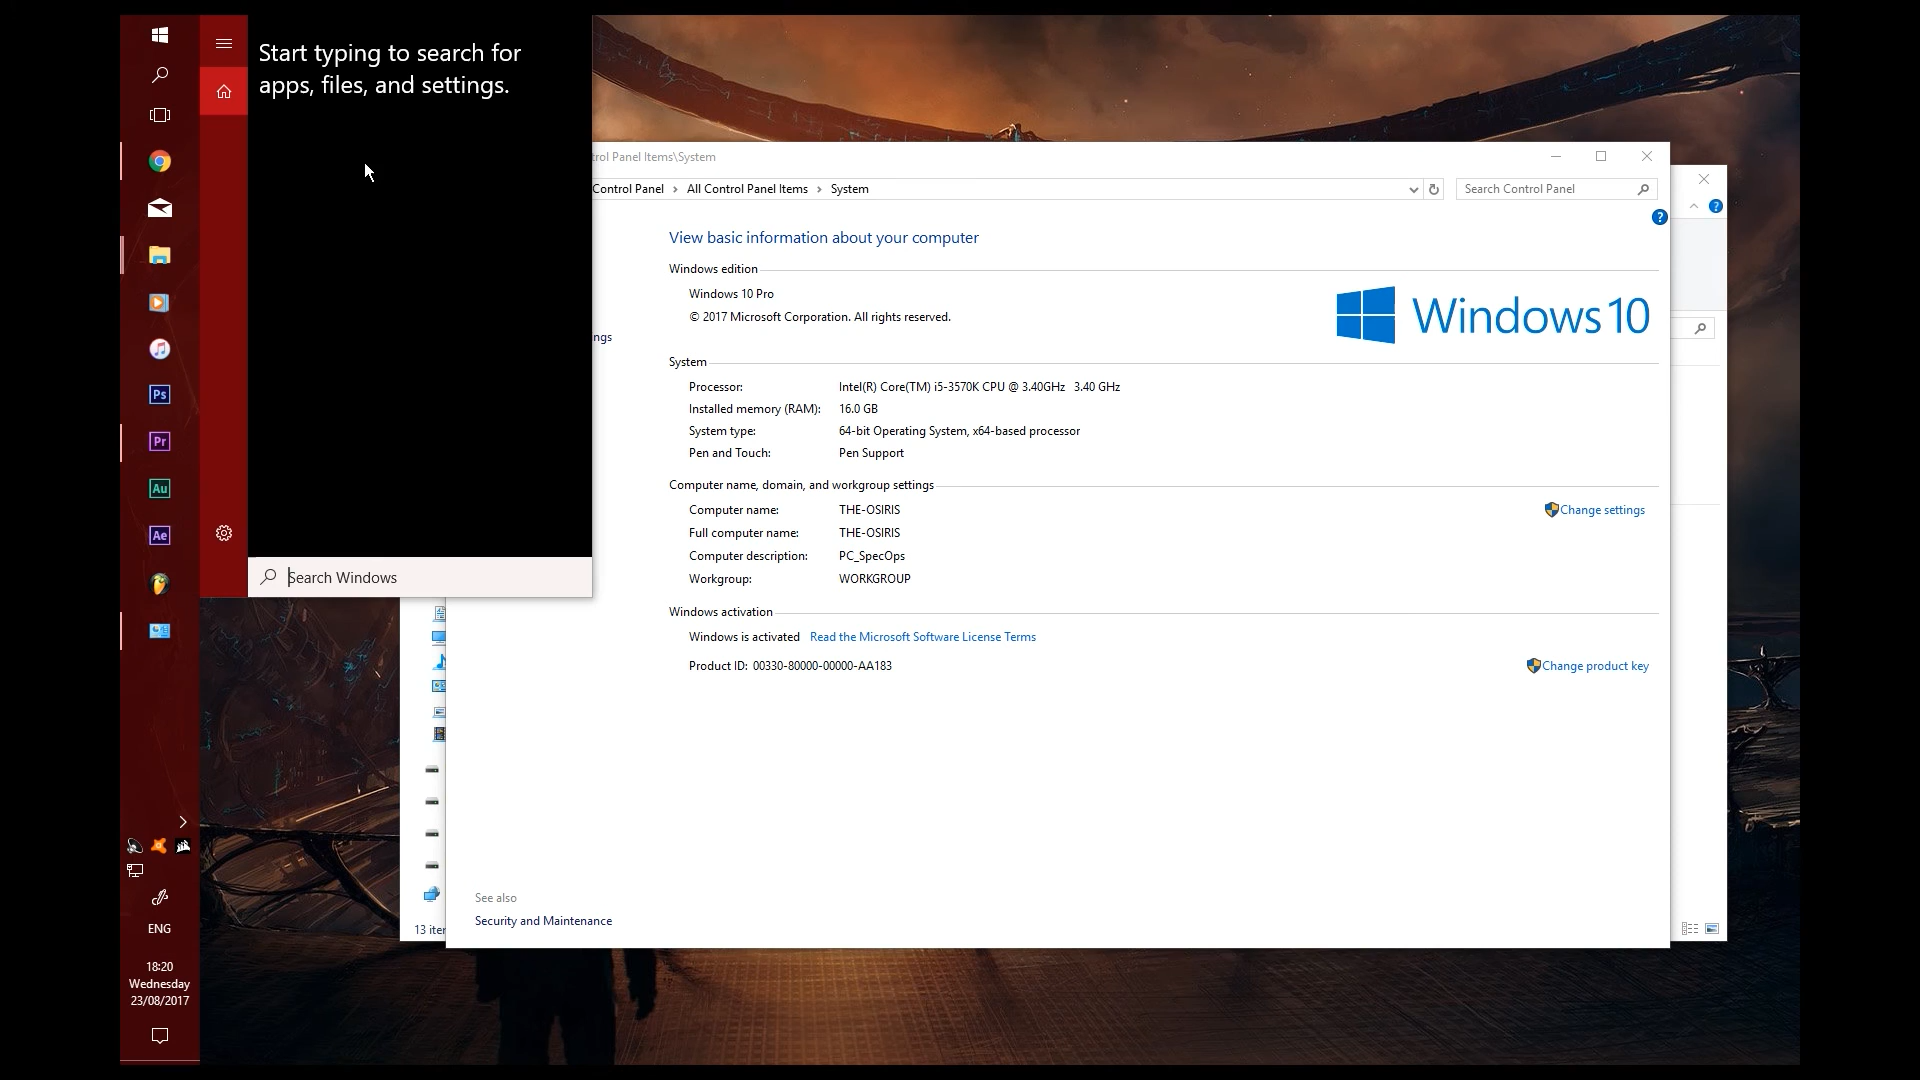 Start typing to search for
apps, files, and settings.
Search Windows
Ps
Pr
Au
Ae
ENG
18:20
Wednesday
23/08/2017
trol Panel Items\System
Control Panel > All Control Panel Items > System
Search Control Panel
?
?
View basic information about your computer
Windows edition
Windows 10 Pro
© 2017 Microsoft Corporation. All rights reserved.
Windows 10
ngs
System
Processor: Intel(R) Core(TM) i5-3570K CPU @ 3.40GHz 3.40 GHz
Installed memory (RAM): 16.0 GB
System type: 64-bit Operating System, x64-based processor
Pen and Touch: Pen Support
Computer name, domain, and workgroup settings
Computer name: THE-OSIRIS
Change settings
Full computer name: THE-OSIRIS
Computer description: PC_SpecOps
Workgroup: WORKGROUP
Windows activation
Windows is activated Read the Microsoft Software License Terms
Product ID: 00330-80000-00000-AA183
Change product key
See also
Security and Maintenance
13 iter